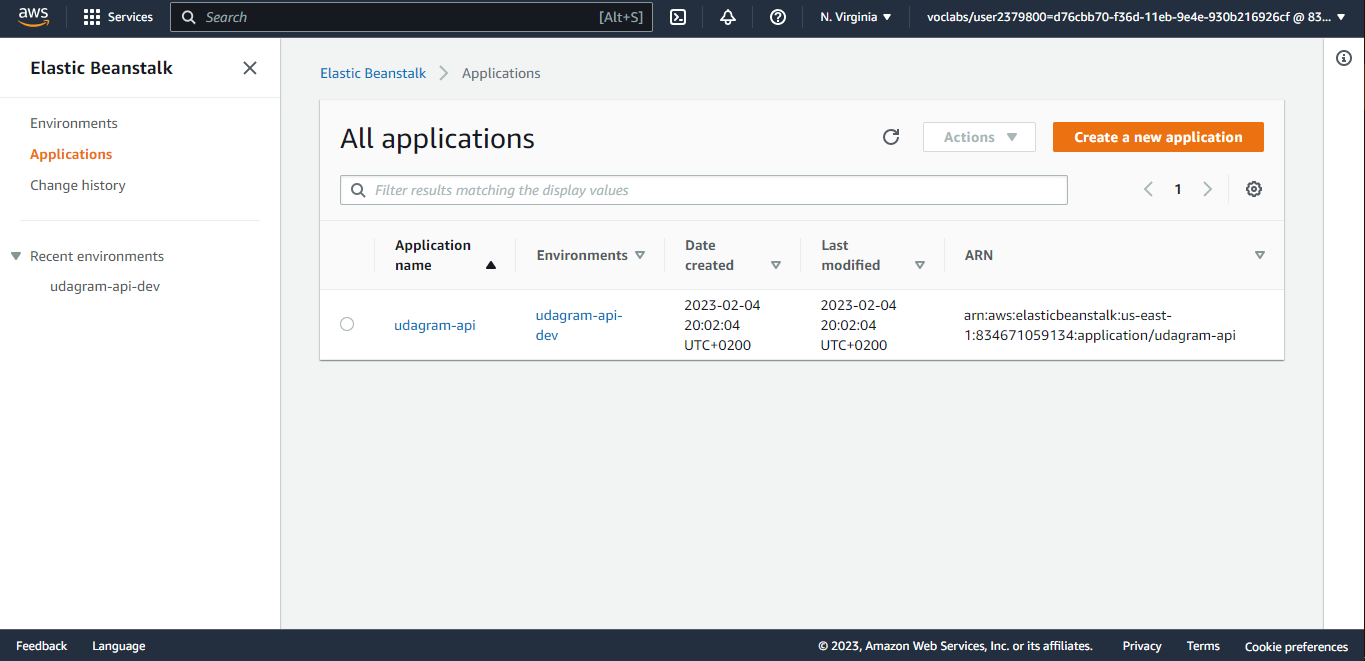 aws
Services
Search
[Alt+S]
N. Virginia
voclabs/user2379800=d76cbb70-f36d-11eb-9e4e-930b216926cf @ 83...
Elastic Beanstalk
Environments
Applications
Change history
Recent environments
udagram-api-dev
Elastic Beanstalk
Applications
All applications
Actions
Create a new application
Filter results matching the display values
1
Application
name
Environments
Date
created
Last
modified
ARN
udagram-api
udagram-api-
dev
2023-02-04
20:02:04
UTC+0200
2023-02-04
20:02:04
UTC+0200
arn:aws:elasticbeanstalk:us-east-
1:834671059134:application/udagram-api
Feedback
Language
© 2023, Amazon Web Services, Inc. or its affiliates.
Privacy
Terms
Cookie preferences